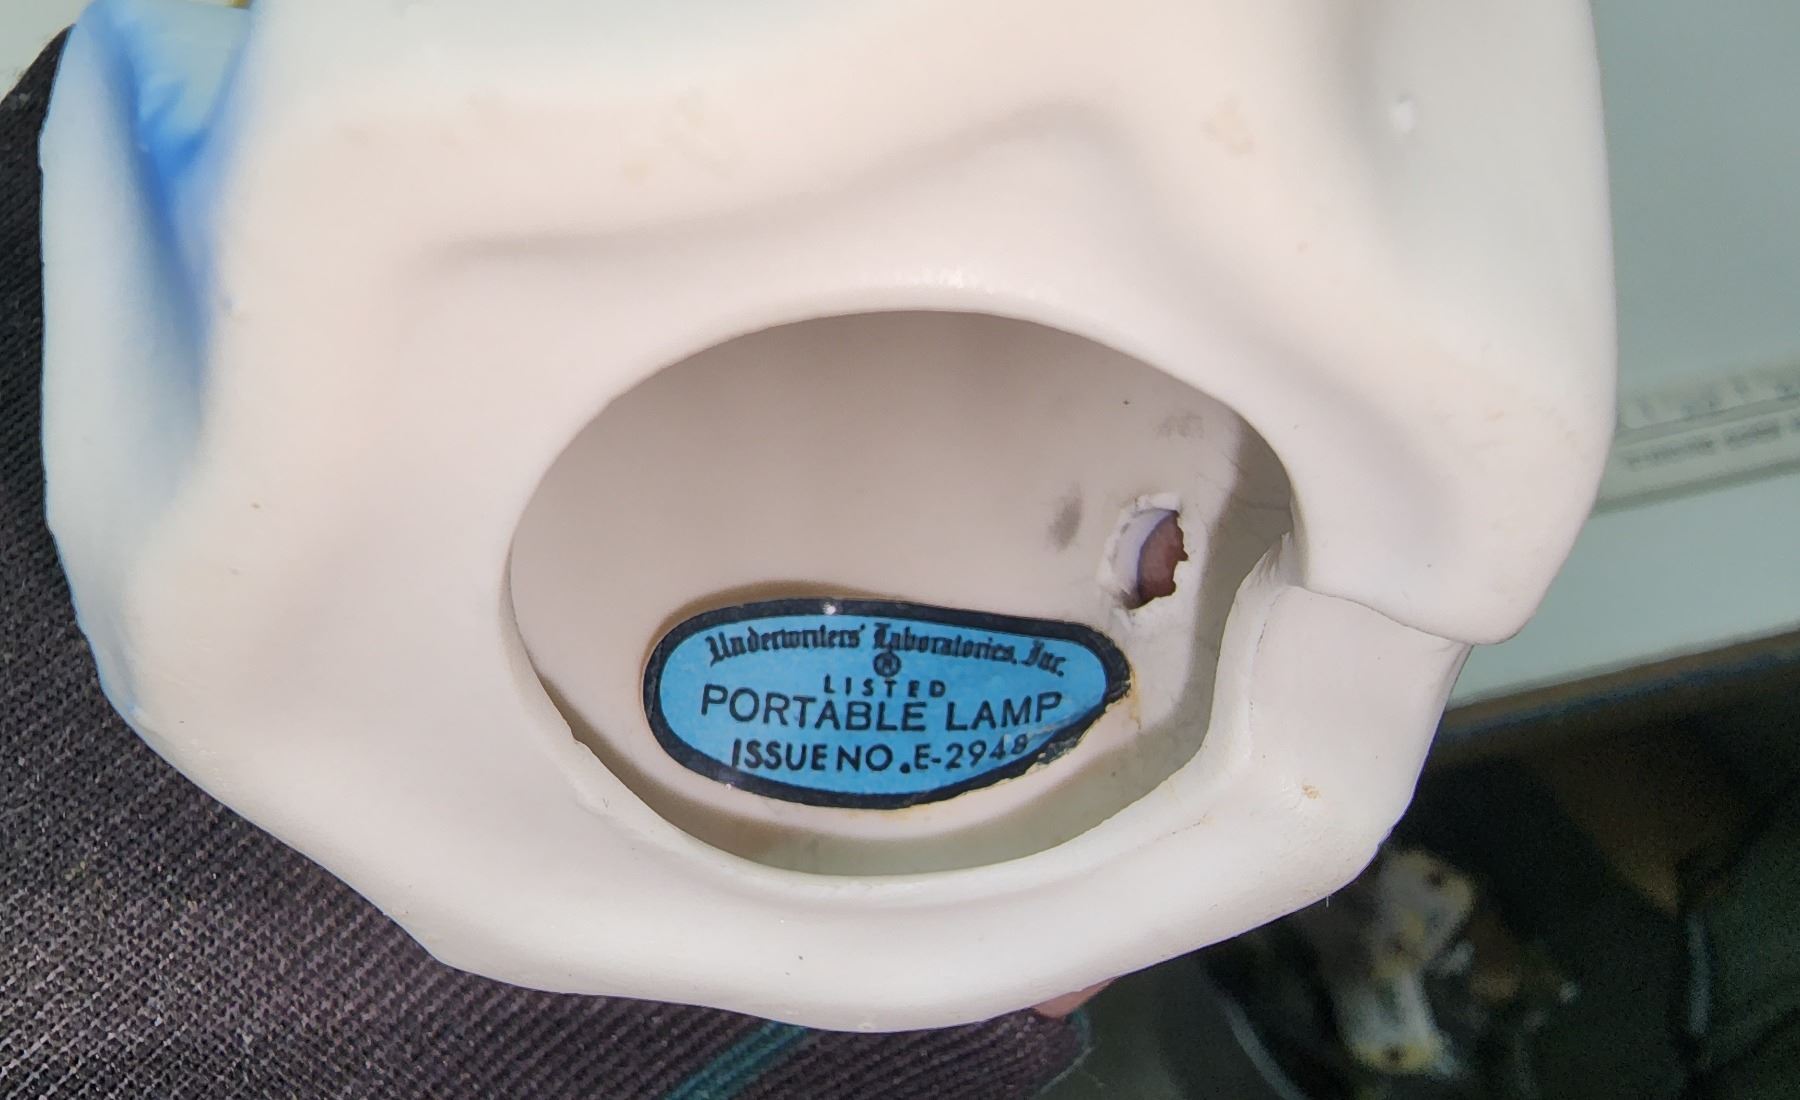 Underwriters' Laboratories, Inc.
®
LISTED
PORTABLE LAMP
ISSUE NO. E-2948